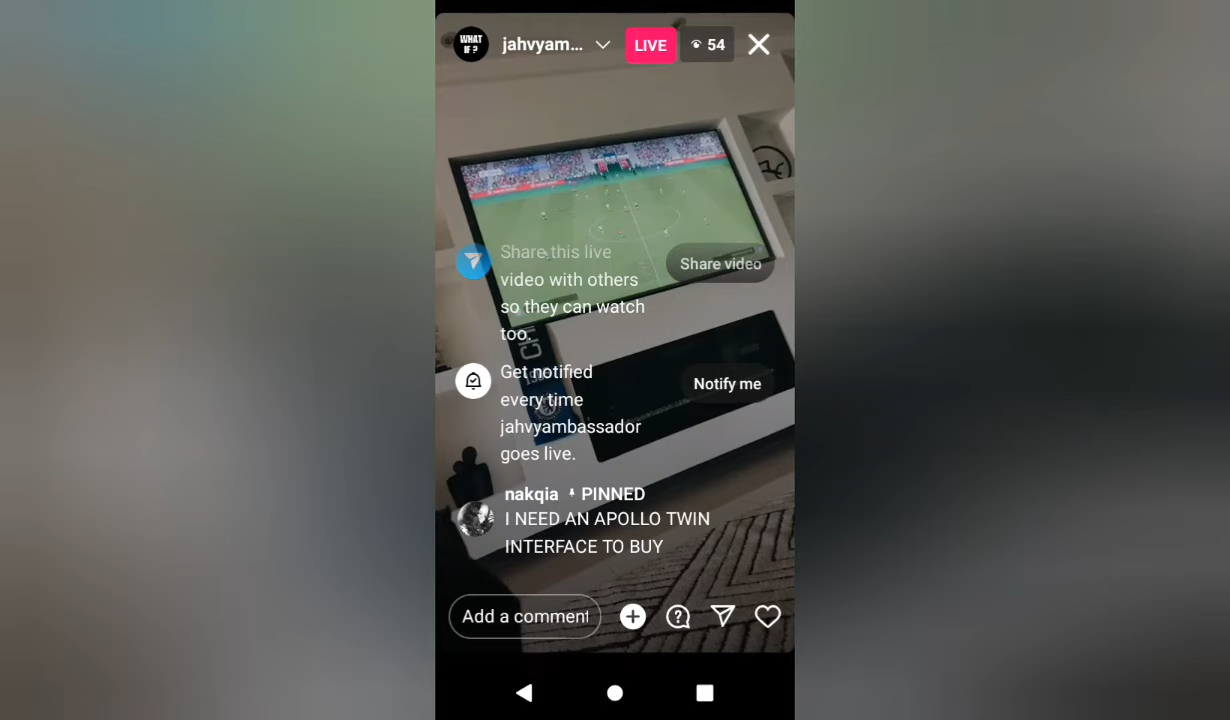 WHAT
IF ?
jahvyam...
LIVE
54
Share this live
video with others
so they can watch
too.
Share video
Get notified
every time
jahvyambassador
goes live.
Notify me
nakqia PINNED
I NEED AN APOLLO TWIN
INTERFACE TO BUY
Add a comment